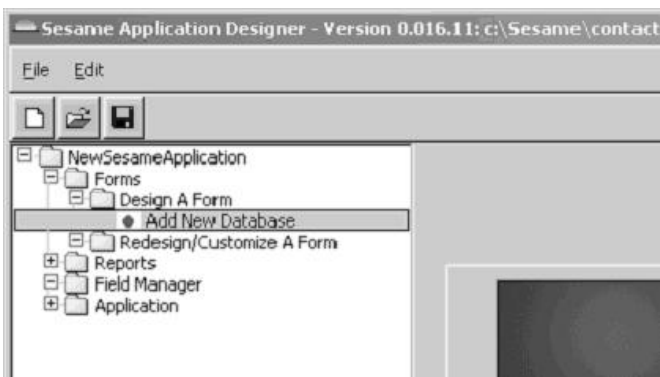 Sesame Application Designer - Version 0.016.11: c:\Sesame\contact
File Edit
NewSesameApplication
Forms
Design A Form
Add New Database
Redesign/Customize A Form
Reports
Field Manager
Application